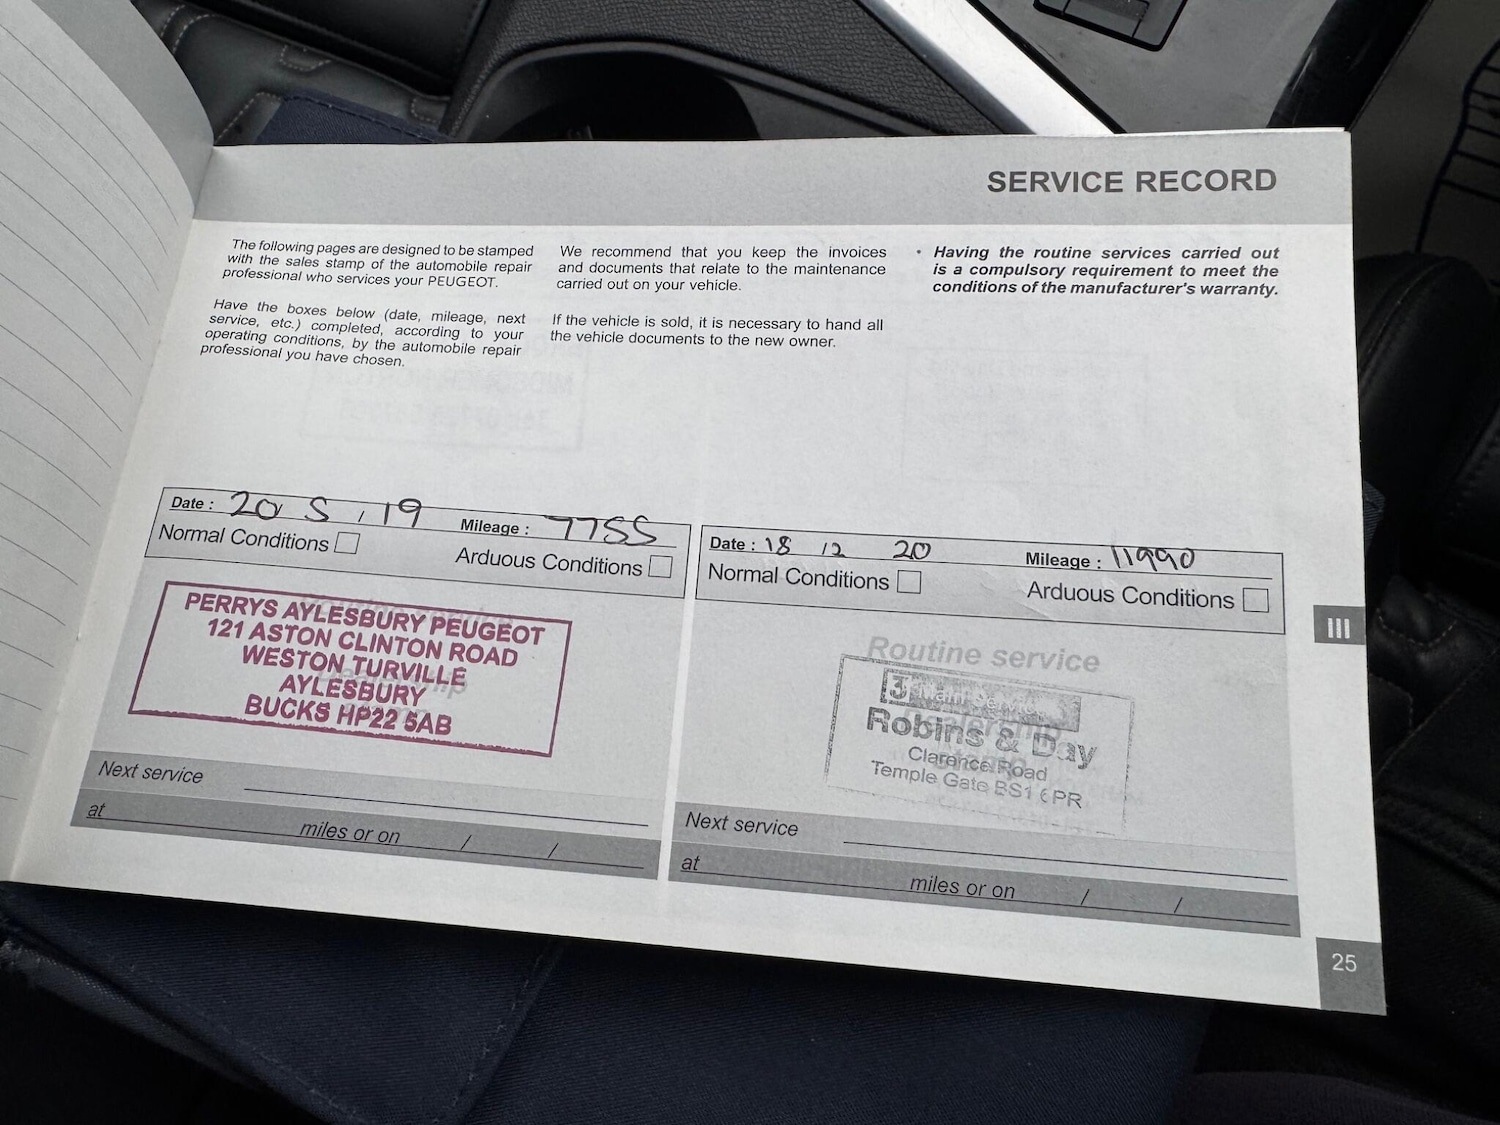 SERVICE RECORD
The following pages are designed to be stamped
with the sales stamp of the automobile repair
professional who services your PEUGEOT.
Have the boxes below (date, mileage, next
service, etc.) completed, according to your
operating conditions, by the automobile repair
professional you have chosen.
We recommend that you keep the invoices
and documents that relate to the maintenance
carried out on your vehicle.
If the vehicle is sold, it is necessary to hand all
the vehicle documents to the new owner.
• Having the routine services carried out
is a compulsory requirement to meet the
conditions of the manufacturer's warranty.
Date : 20 5 / 19 Mileage : 7755
Normal Conditions Arduous Conditions
PERRYS AYLESBURY PEUGEOT
121 ASTON CLINTON ROAD
WESTON TURVILLE
AYLESBURY
BUCKS HP22 5AB
Next service
at miles or on / /
Date : 18 12 20 Mileage : 11990
Normal Conditions Arduous Conditions
Routine service
Robins & Day
Clarence Road
Temple Gate BS1 6PR
Next service
at miles or on / /
III
25